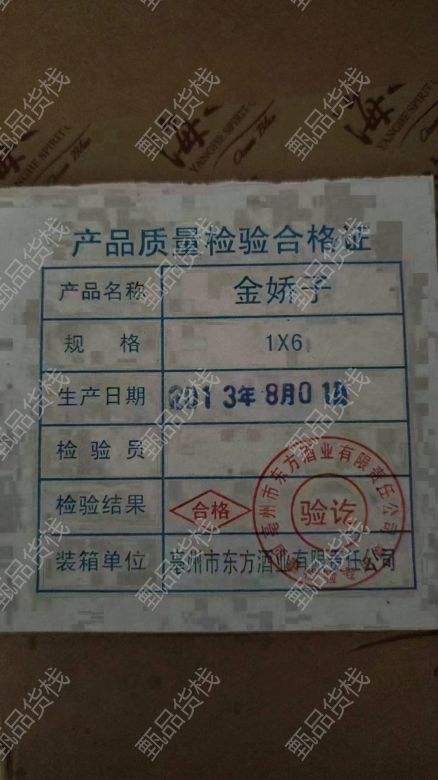 YANGHE SPIRIT
产品质量检验合格证
产品名称 金娇子
规格 1X6
生产日期 2013年8月01日
检验员
检验结果 合格
装箱单位 亳州市东方酒业有限责任公司
亳州市东方酒业有限责任公司
验讫
甄品货栈